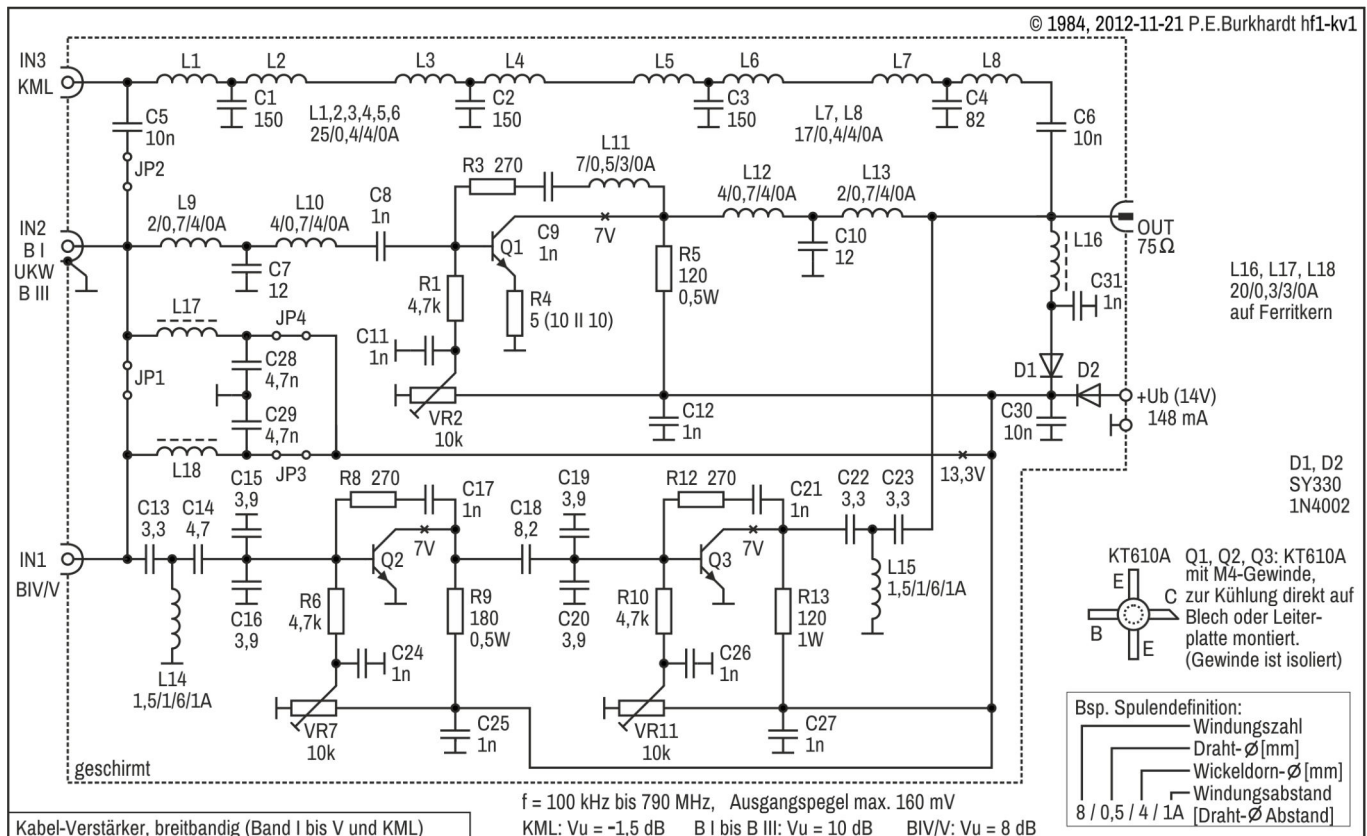 © 1984, 2012-11-21 P.E.Burkhardt hf1-kv1
IN3
KML
L1
L2
L3
L4
L5
L6
L7
L8
C5
10n
C1
150
L1,2,3,4,5,6
25/0,4/4/0A
C2
150
C3
150
L7, L8
17/0,4/4/0A
C4
82
C6
10n
JP2
R3 270
L11
7/0,5/3/0A
L12
4/0,7/4/0A
L13
2/0,7/4/0A
L9
2/0,7/4/0A
L10
4/0,7/4/0A
C8
1n
IN2
B I
UKW
B III
C7
12
Q1
C9
1n
7V
R5
120
0,5W
C10
12
OUT
75Ω
L16
C31
1n
L16, L17, L18
20/0,3/3/0A
auf Ferritkern
R1
4,7k
R4
5 (10 II 10)
L17
JP4
C11
1n
C28
4,7n
JP1
C29
4,7n
VR2
10k
C12
1n
D1
D2
C30
10n
+Ub (14V)
148 mA
L18
JP3
13,3V
D1, D2
SY330
1N4002
C13
3,3
C14
4,7
C15
3,9
R8 270
C17
1n
C18
8,2
C19
3,9
R12 270
C21
1n
C22
3,3
C23
3,3
IN1
BIV/V
Q2
7V
Q3
7V
L15
1,5/1/6/1A
KT610A
E
C
B
E
Q1, Q2, Q3: KT610A
mit M4-Gewinde,
zur Kühlung direkt auf
Blech oder Leiter-
platte montiert.
(Gewinde ist isoliert)
C16
3,9
R6
4,7k
R9
180
0,5W
C20
3,9
R10
4,7k
R13
120
1W
L14
1,5/1/6/1A
C24
1n
C26
1n
VR7
10k
C25
1n
VR11
10k
C27
1n
geschirmt
Bsp. Spulendefinition:
Windungszahl
Draht-Ø [mm]
Wickeldorn-Ø [mm]
Windungsabstand
8 / 0,5 / 4 / 1A [Draht-Ø Abstand]
f = 100 kHz bis 790 MHz, Ausgangspegel max. 160 mV
Kabel-Verstärker, breitbandig (Band I bis V und KML)
KML: Vu = -1,5 dB B I bis B III: Vu = 10 dB BIV/V: Vu = 8 dB